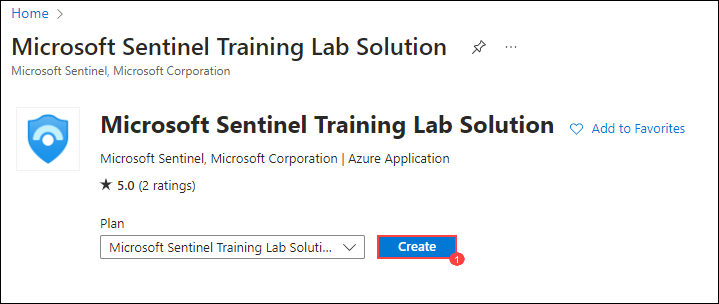 Home
Microsoft Sentinel Training Lab Solution
Microsoft Sentinel, Microsoft Corporation
Microsoft Sentinel Training Lab Solution Add to Favorites
Microsoft Sentinel, Microsoft Corporation | Azure Application
★ 5.0 (2 ratings)
Plan
Microsoft Sentinel Training Lab Soluti... Create
1